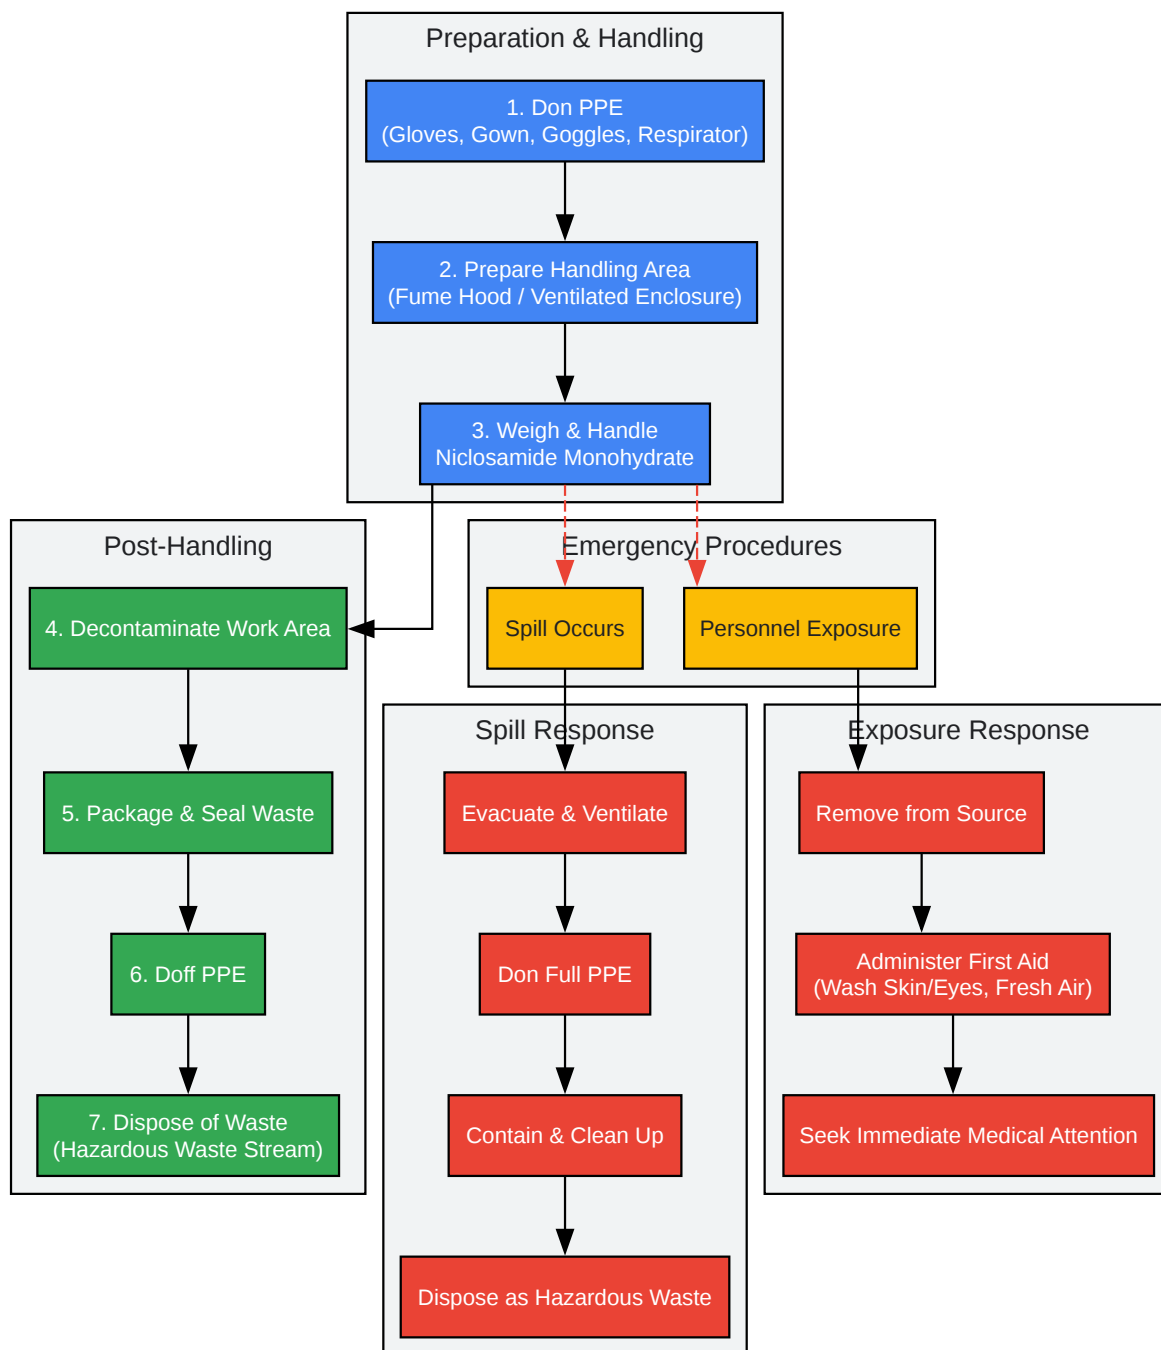 Preparation & Handling
1. Don PPE
(Gloves, Gown, Goggles, Respirator)
2. Prepare Handling Area
(Fume Hood / Ventilated Enclosure)
3. Weigh & Handle
Niclosamide Monohydrate
Post-Handling
4. Decontaminate Work Area
5. Package & Seal Waste
6. Doff PPE
7. Dispose of Waste
(Hazardous Waste Stream)
Emergency Procedures
Spill Occurs
Personnel Exposure
Spill Response
Evacuate & Ventilate
Don Full PPE
Contain & Clean Up
Dispose as Hazardous Waste
Exposure Response
Remove from Source
Administer First Aid
(Wash Skin/Eyes, Fresh Air)
Seek Immediate Medical Attention